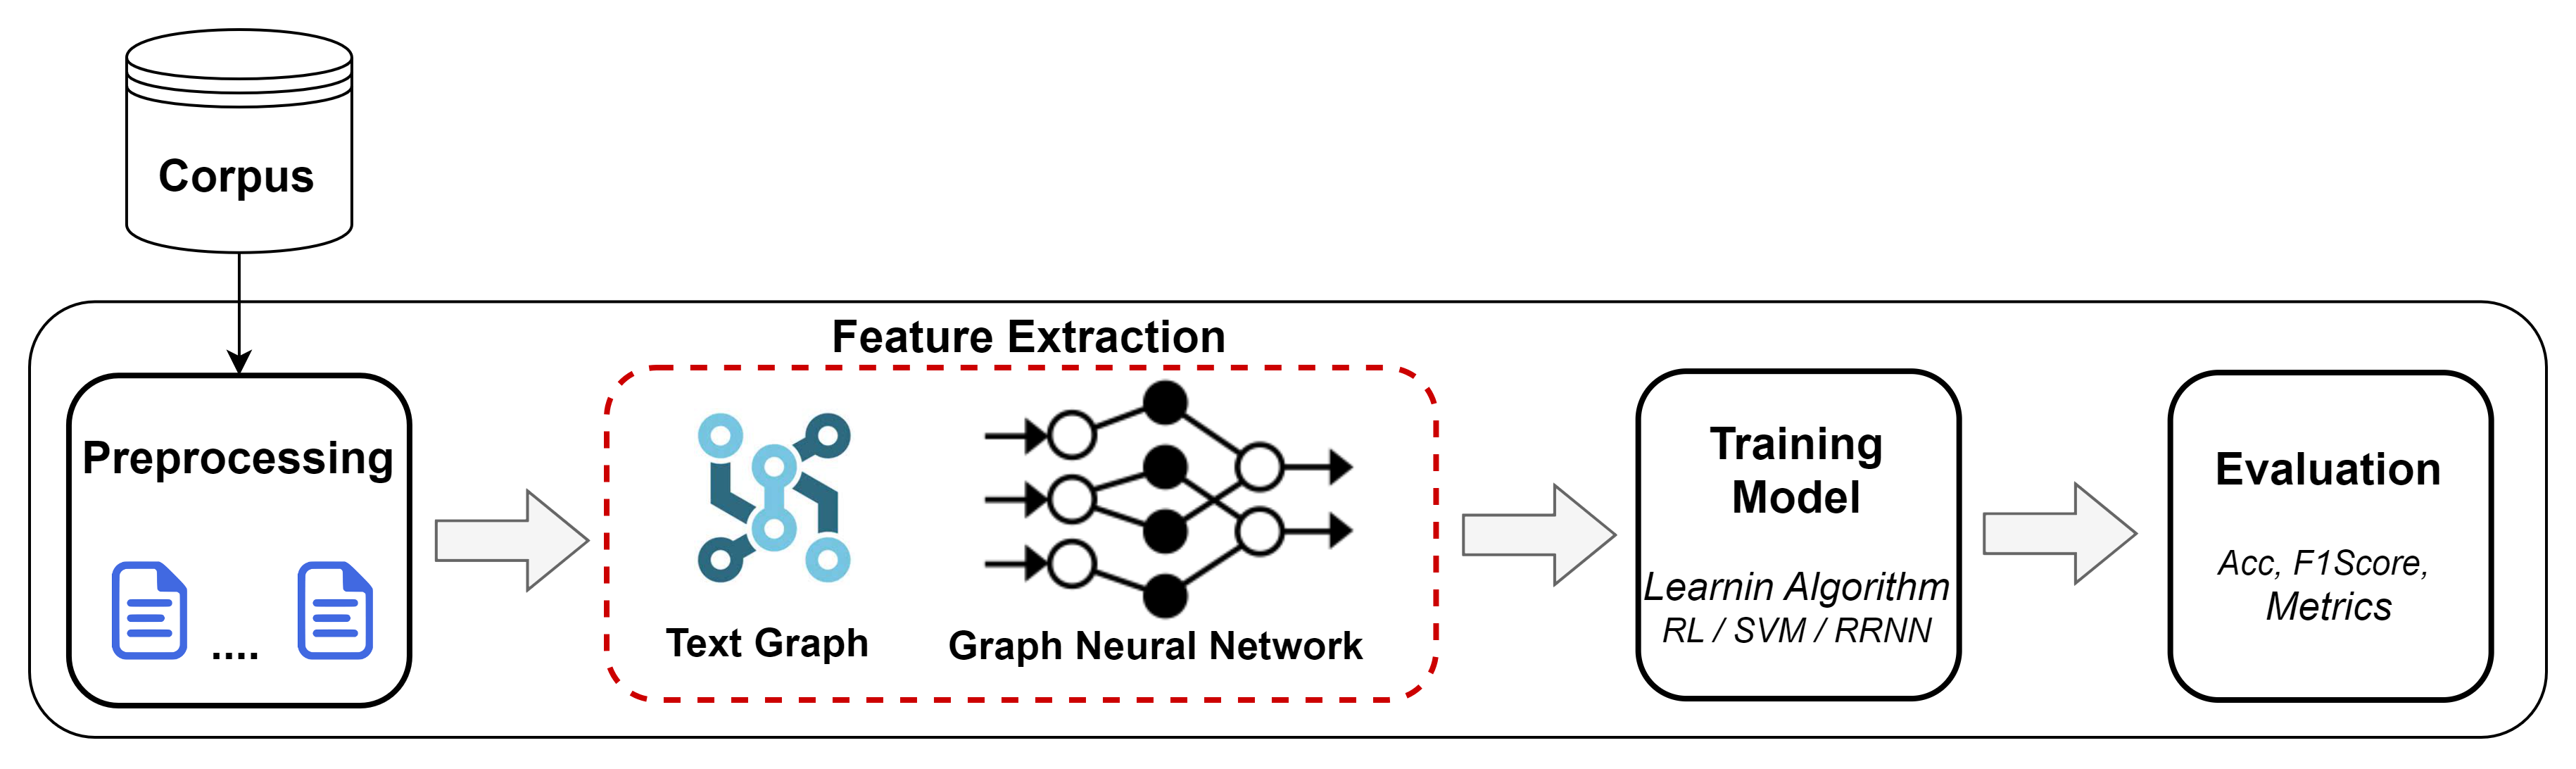 Corpus
Preprocessing
....
Feature Extraction
Text Graph
Graph Neural Network
Training
Model
Learnin Algorithm
RL / SVM / RRNN
Evaluation
Acc, F1Score,
Metrics